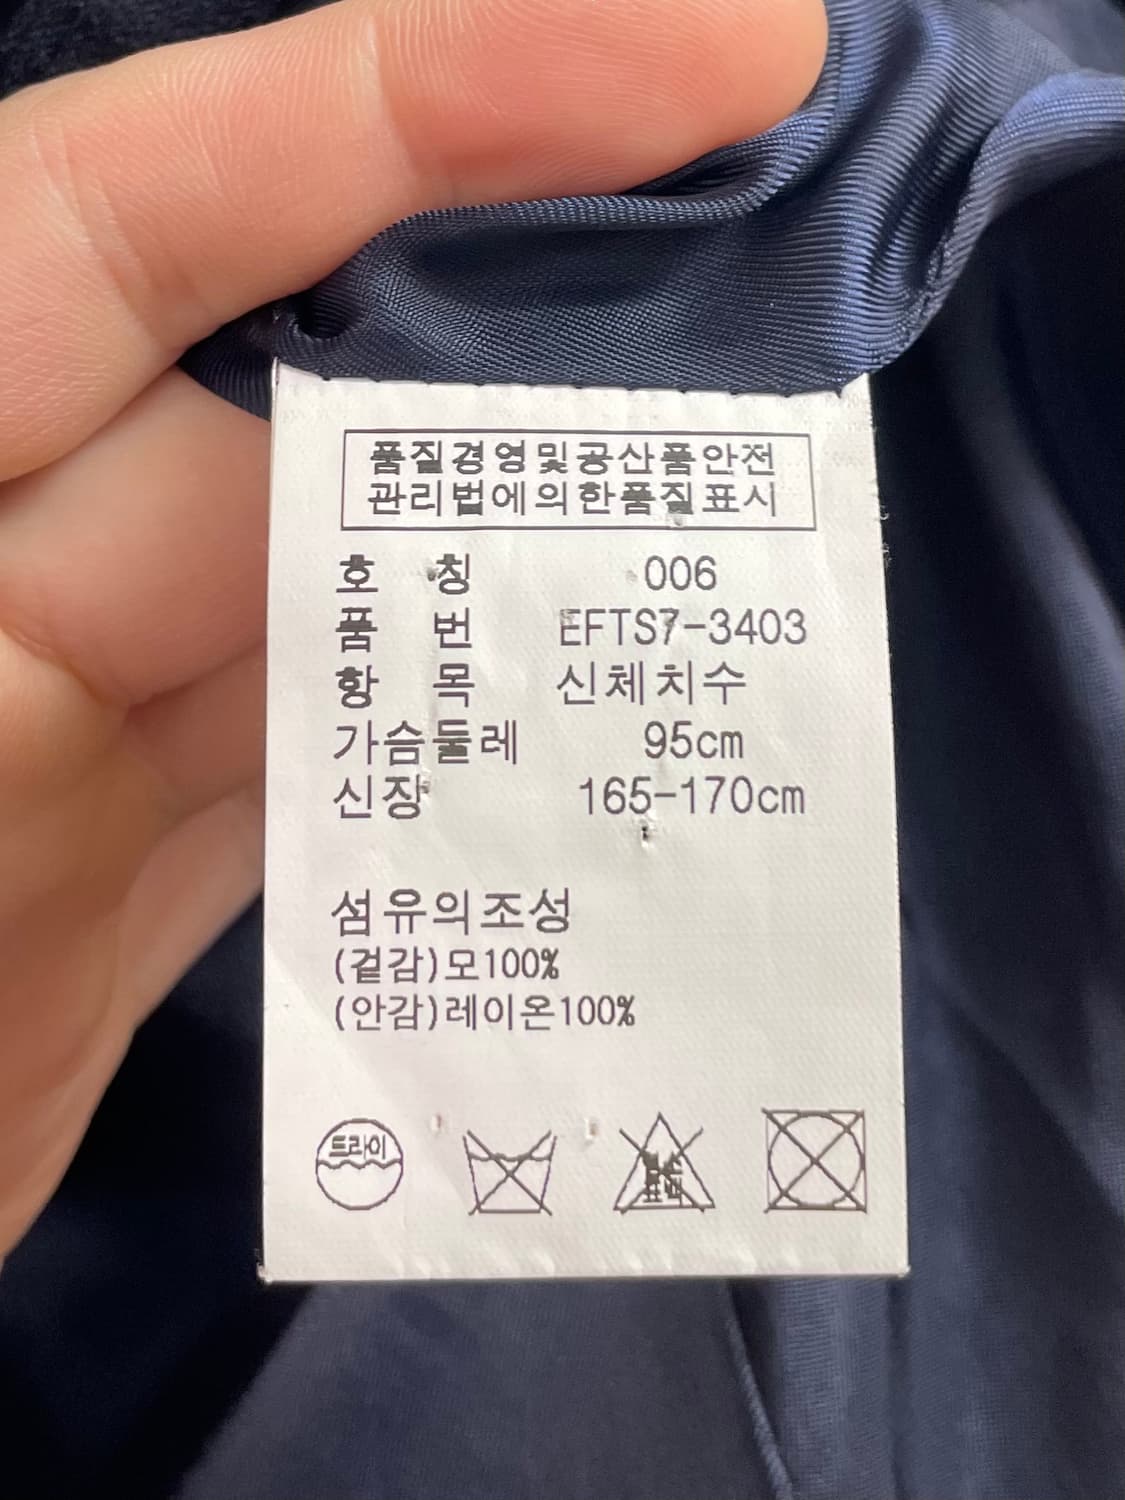 품질경영및공산품안전
관리법에의한품질표시
호 칭 006
품 번 EFTS7-3403
항 목 신체치수
가슴둘레 95cm
신장 165-170cm
섬유의조성
(겉감)모100%
(안감)레이온100%
드라이